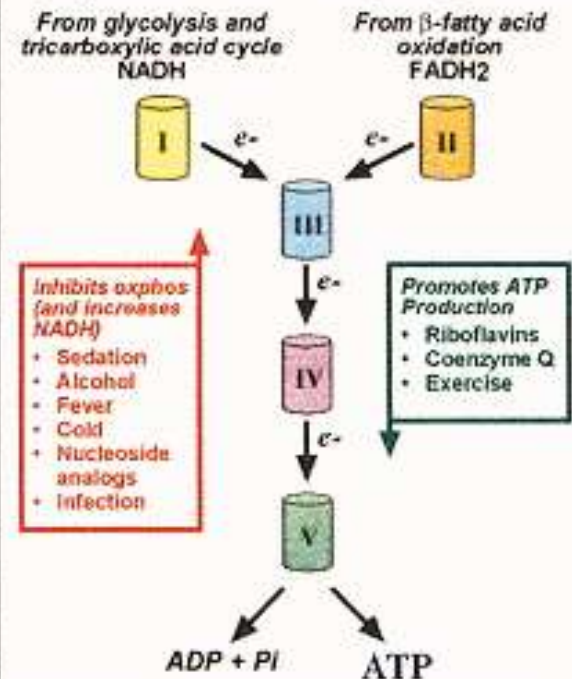 From glycolysis and
tricarboxylic acid cycle
NADH
From β-fatty acid
oxidation
FADH2
I
e-
e-
II
III
e-
Inhibits oxphos
(and increases
NADH)
• Sedation
• Alcohol
• Fever
• Cold
• Nucleoside
analogs
• Infection
Promotes ATP
Production
• Riboflavins
• Coenzyme Q
• Exercise
IV
e-
V
ADP + Pi
ATP